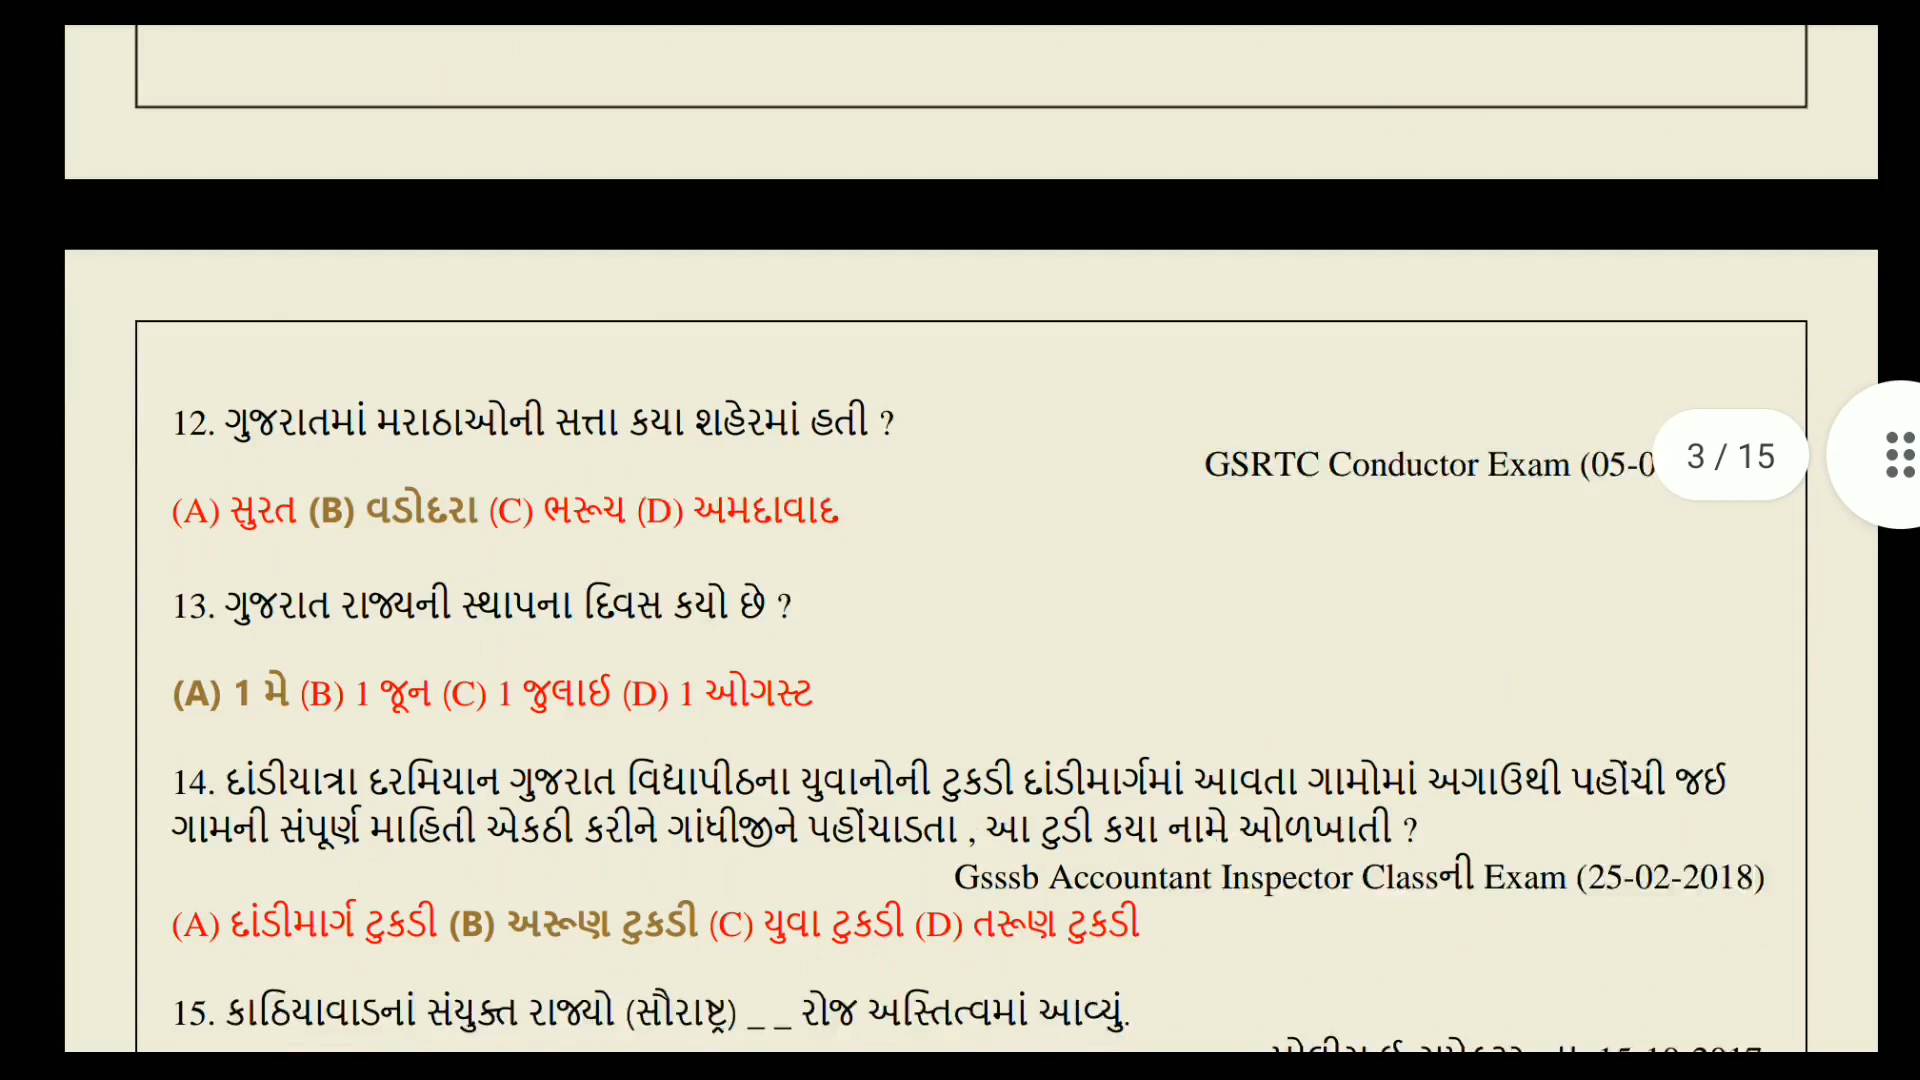 12. ગુજરાતમાં મરાઠાઓની સત્તા કયા શહેરમાં હતી ?
GSRTC Conductor Exam (05-0
3 / 15
(A) સુરત (B) વડોદરા (C) ભરૂચ (D) અમદાવાદ
13. ગુજરાત રાજ્યની સ્થાપના દિવસ કયો છે ?
(A) 1 મે (B) 1 જૂન (C) 1 જુલાઈ (D) 1 ઓગસ્ટ
14. દાંડીયાત્રા દરમિયાન ગુજરાત વિદ્યાપીઠના યુવાનોની ટુકડી દાંડીમાર્ગમાં આવતા ગામોમાં અગાઉથી પહોંચી જઈ
ગામની સંપૂર્ણ માહિતી એકઠી કરીને ગાંધીજીને પહોંચાડતા , આ ટુડી કયા નામે ઓળખાતી ?
Gsssb Accountant Inspector Classની Exam (25-02-2018)
(A) દાંડીમાર્ગ ટુકડી (B) અરૂણ ટુકડી (C) યુવા ટુકડી (D) તરૂણ ટુકડી
15. કાઠિયાવાડનાં સંયુક્ત રાજ્યો (સૌરાષ્ટ્ર) _ _ રોજ અસ્તિત્વમાં આવ્યું.